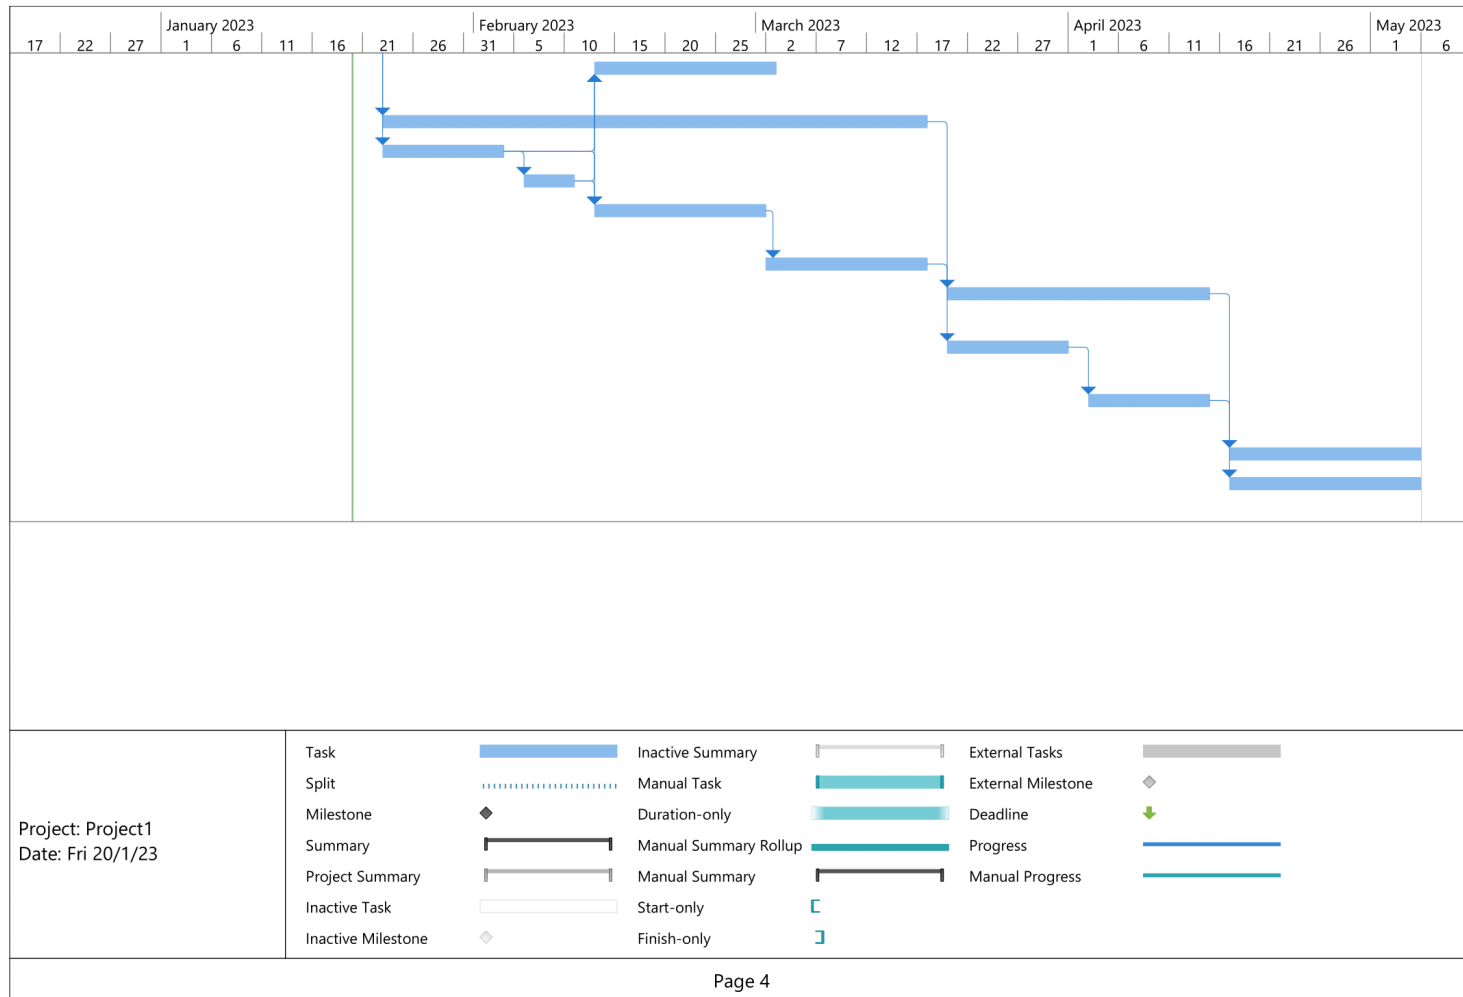 January 2023 February 2023 March 2023 April 2023 May 2023
17 22 27 1 6 11 16 21 26 31 5 10 15 20 25 2 7 12 17 22 27 1 6 11 16 21 26 1 6
Task Inactive Summary External Tasks
Split Manual Task External Milestone
Milestone Duration-only Deadline
Summary Manual Summary Rollup Progress
Project Summary Manual Summary Manual Progress
Inactive Task Start-only
Inactive Milestone Finish-only
Project: Project1
Date: Fri 20/1/23
Page 4